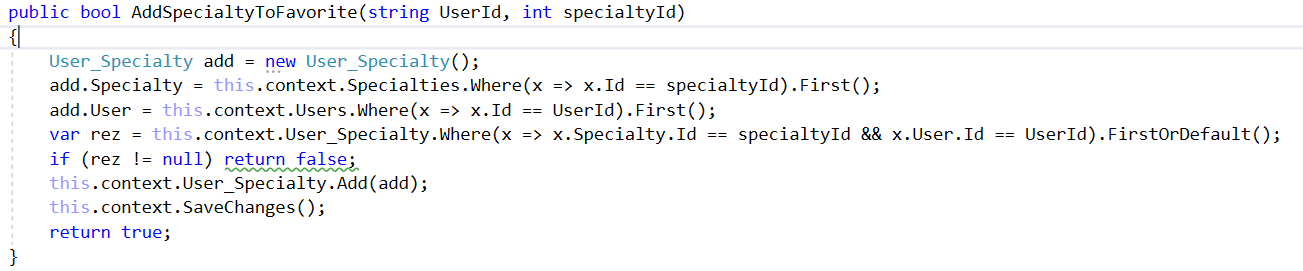 public bool AddSpecialtyToFavorite(string UserId, int specialtyId)
{
    User_Specialty add = new User_Specialty();
    add.Specialty = this.context.Specialties.Where(x => x.Id == specialtyId).First();
    add.User = this.context.Users.Where(x => x.Id == UserId).First();
    var rez = this.context.User_Specialty.Where(x => x.Specialty.Id == specialtyId && x.User.Id == UserId).FirstOrDefault();
    if (rez != null) return false;
    this.context.User_Specialty.Add(add);
    this.context.SaveChanges();
    return true;
}